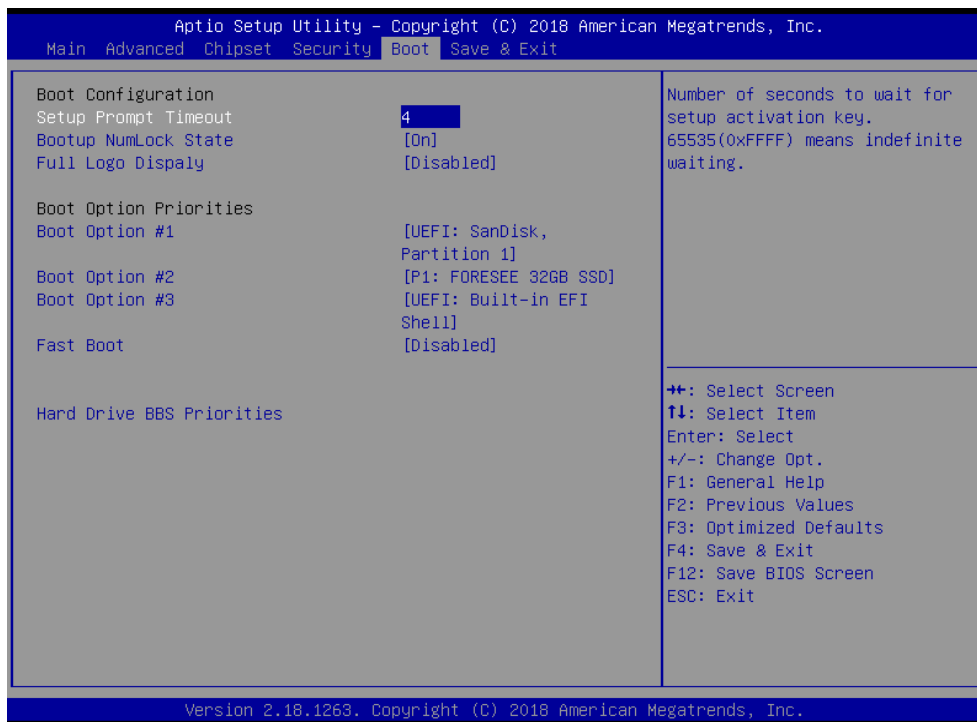 Aptio Setup Utility – Copyright (C) 2018 American Megatrends, Inc.
Main Advanced Chipset Security Boot Save & Exit
Boot Configuration
Setup Prompt Timeout 4
Bootup NumLock State [On]
Full Logo Dispaly [Disabled]
Boot Option Priorities
Boot Option #1 [UEFI: SanDisk,
Partition 1]
Boot Option #2 [P1: FORESEE 32GB SSD]
Boot Option #3 [UEFI: Built-in EFI
Shell]
Fast Boot [Disabled]
Hard Drive BBS Priorities
Number of seconds to wait for
setup activation key.
65535(0xFFFF) means indefinite
waiting.
→←: Select Screen
↑↓: Select Item
Enter: Select
+/-: Change Opt.
F1: General Help
F2: Previous Values
F3: Optimized Defaults
F4: Save & Exit
F12: Save BIOS Screen
ESC: Exit
Version 2.18.1263. Copyright (C) 2018 American Megatrends, Inc.